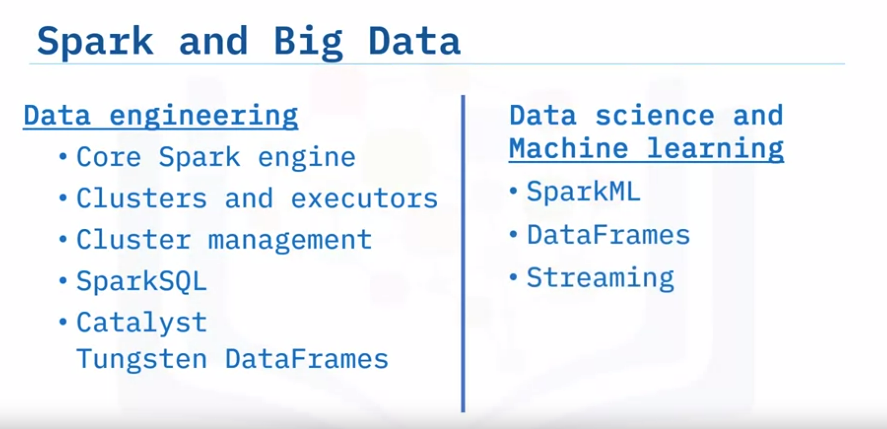 Spark and Big Data
Data engineering
• Core Spark engine
• Clusters and executors
• Cluster management
• SparkSQL
• Catalyst
Tungsten DataFrames
Data science and
Machine learning
• SparkML
• DataFrames
• Streaming